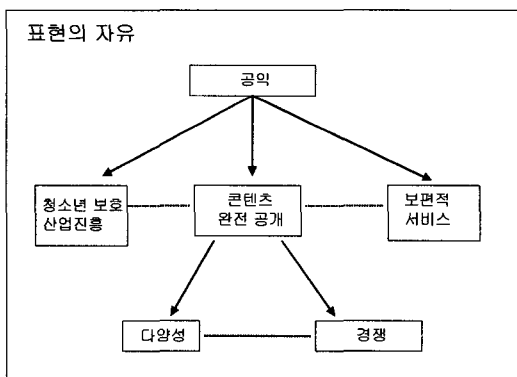 표현의 자유
공익
청소년 보호
산업진흥
콘텐츠
완전 공개
보편적
서비스
다양성
경쟁